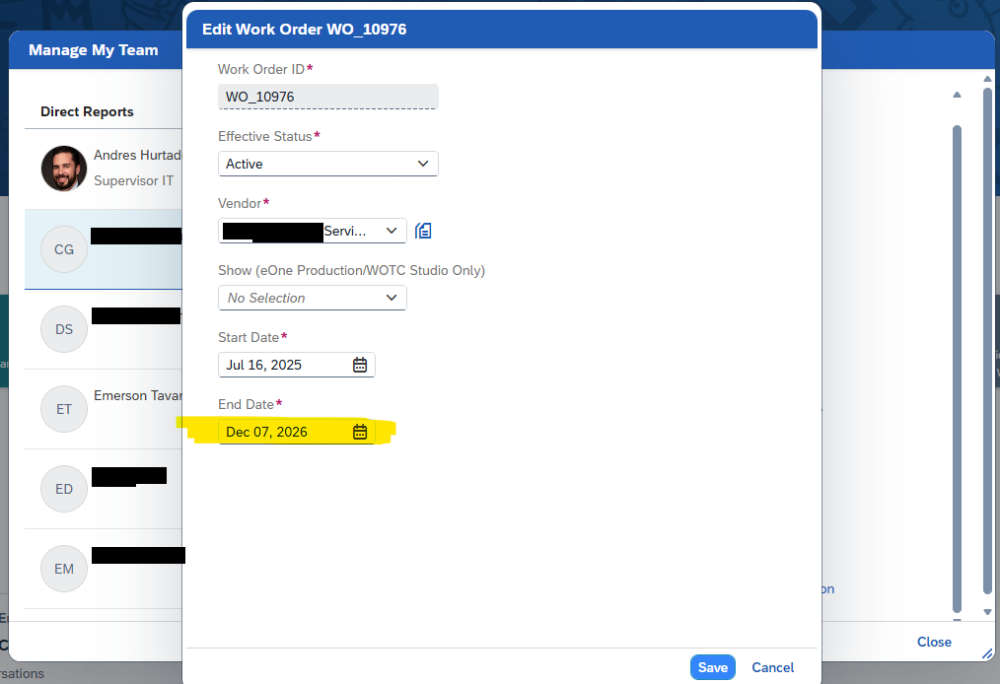 Edit Work Order WO_10976
Manage My Team
Work Order ID*
WO_10976
Direct Reports
Effective Status*
Andres Hurtad
Active
Supervisor IT
Vendor*
Servi...
CG
Show (eOne Production/WOTC Studio Only)
No Selection
DS
Start Date*
Jul 16, 2025
Emerson Tavar
ET
End Date*
Dec 07, 2026
ED
EM
on
Close
Save
Cancel
sations